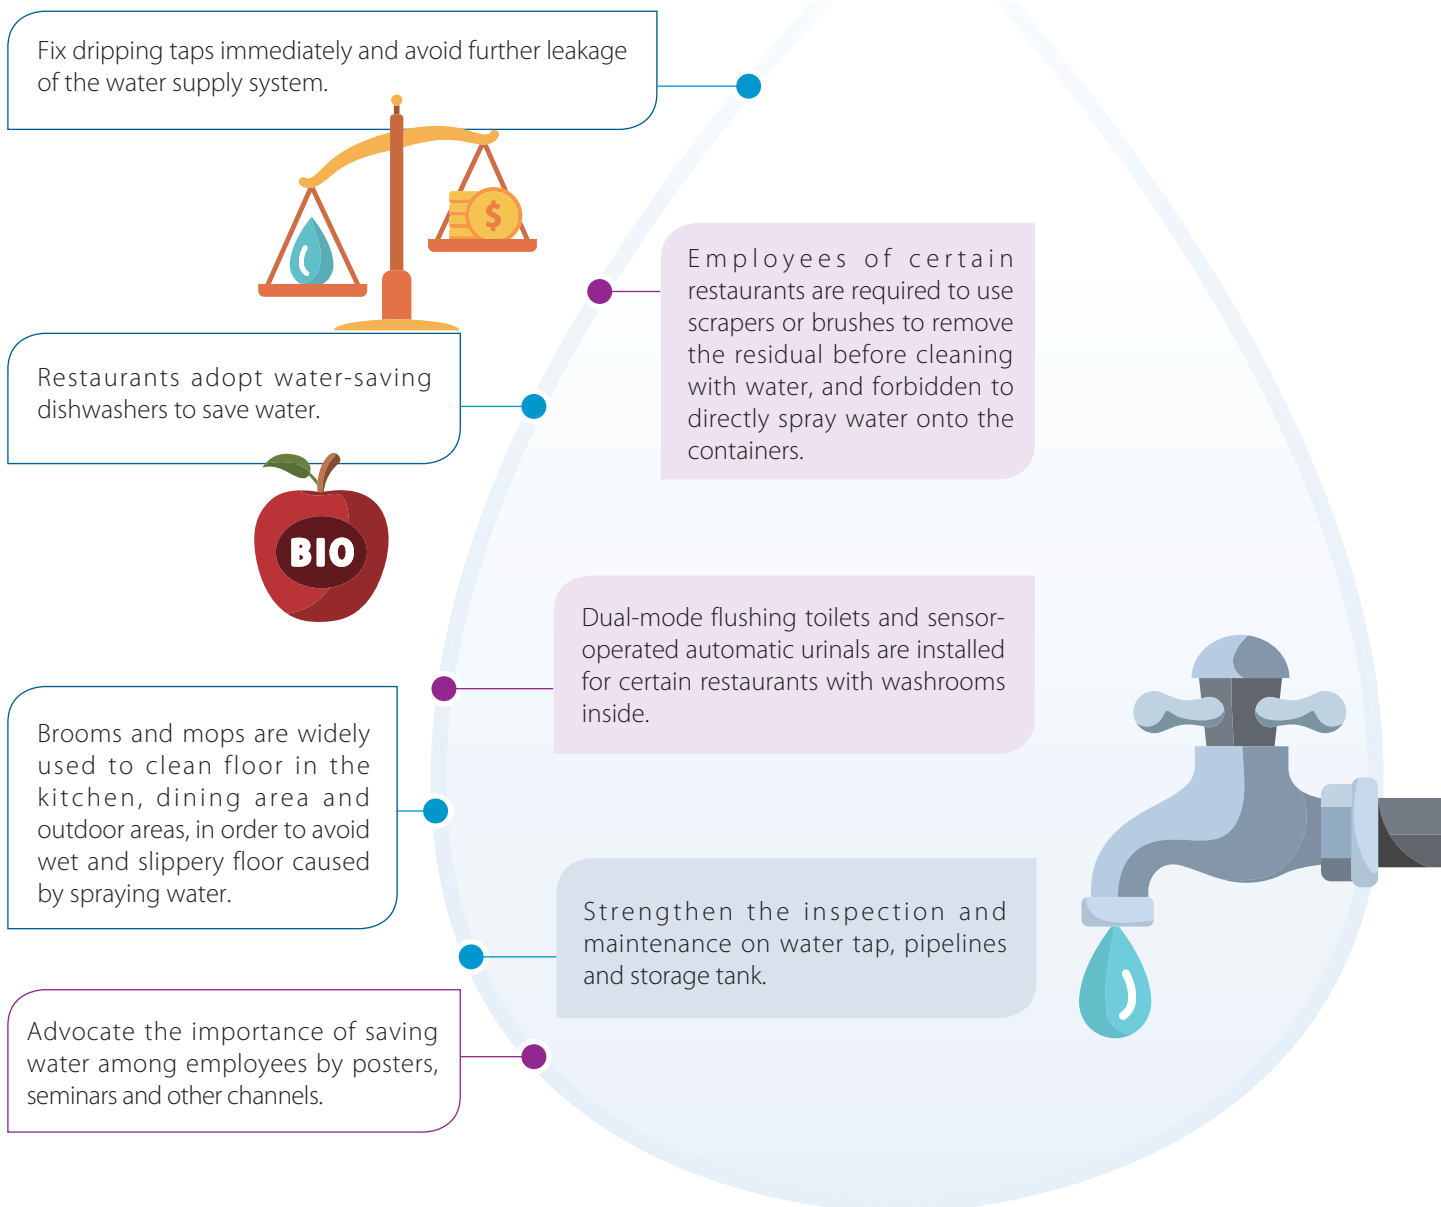 Fix dripping taps immediately and avoid further leakage
of the water supply system.
$
Employees of certain
restaurants are required to use
scrapers or brushes to remove
the residual before cleaning
with water, and forbidden to
directly spray water onto the
containers.
Restaurants adopt water-saving
dishwashers to save water.
BIO
Dual-mode flushing toilets and sensor-
operated automatic urinals are installed
for certain restaurants with washrooms
inside.
Brooms and mops are widely
used to clean floor in the
kitchen, dining area and
outdoor areas, in order to avoid
wet and slippery floor caused
by spraying water.
Strengthen the inspection and
maintenance on water tap, pipelines
and storage tank.
Advocate the importance of saving
water among employees by posters,
seminars and other channels.